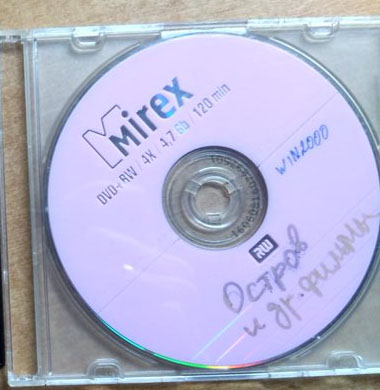 Mirex
DVD+RW / 4X / 4,7 Gb / 120 min
WIN2000
RW
Остров
и др. фильмы